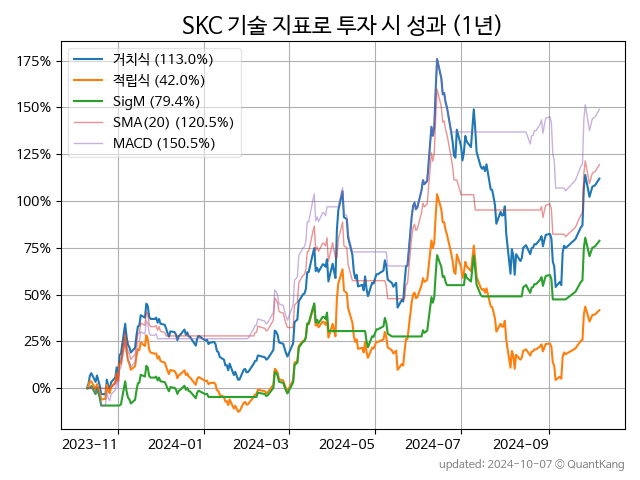 SKC 기술 지표로 투자 시 성과 (1년)
거치식 (113.0%)
적립식 (42.0%)
SigM (79.4%)
SMA(20) (120.5%)
MACD (150.5%)
175%
150%
125%
100%
75%
50%
25%
0%
2023-11 2024-01 2024-03 2024-05 2024-07 2024-09
updated: 2024-10-07 © QuantKang